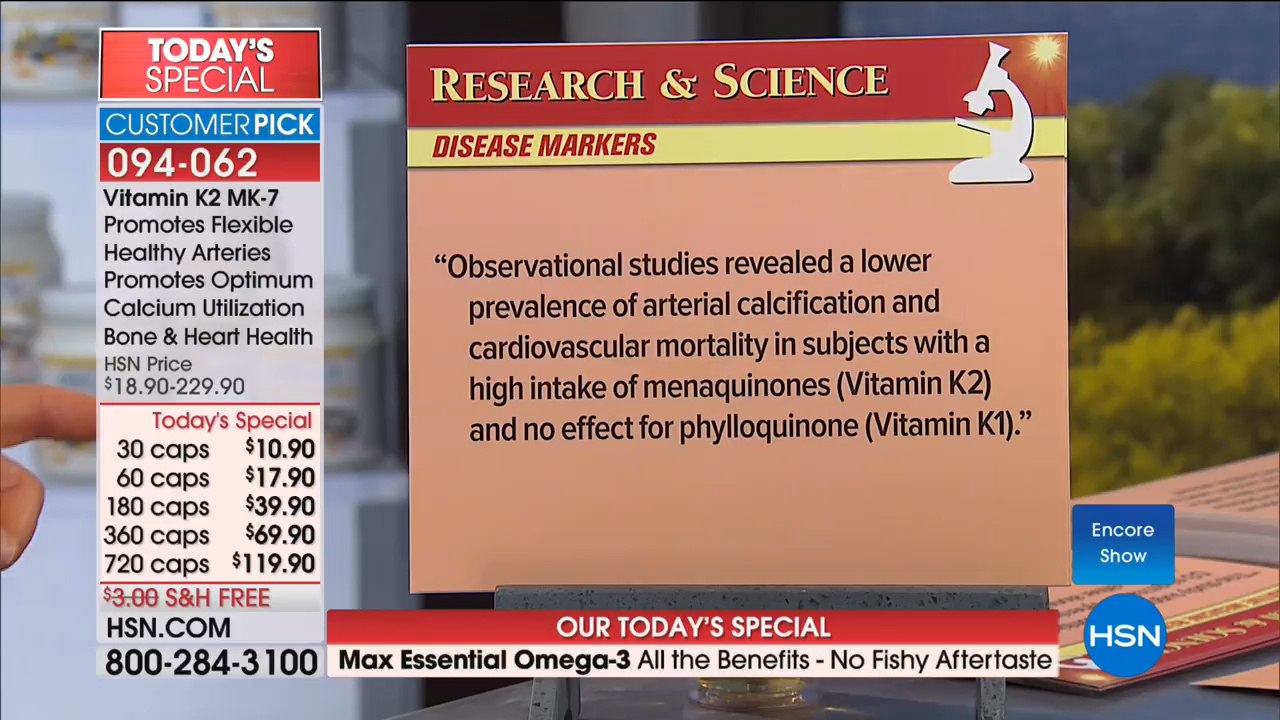 TODAY'S
SPECIAL
CUSTOMER PICK
094-062
Vitamin K2 MK-7
Promotes Flexible
Healthy Arteries
Promotes Optimum
Calcium Utilization
Bone & Heart Health
HSN Price
$18.90-229.90
Today's Special
30 caps $10.90
60 caps $17.90
180 caps $39.90
360 caps $69.90
720 caps $119.90
$3.00 S&H FREE
HSN.COM
800-284-3100
RESEARCH & SCIENCE
DISEASE MARKERS
“Observational studies revealed a lower
prevalence of arterial calcification and
cardiovascular mortality in subjects with a
high intake of menaquinones (Vitamin K2)
and no effect for phylloquinone (Vitamin K1).”
Encore
Show
HSN
OUR TODAY'S SPECIAL
Max Essential Omega-3 All the Benefits - No Fishy Aftertaste